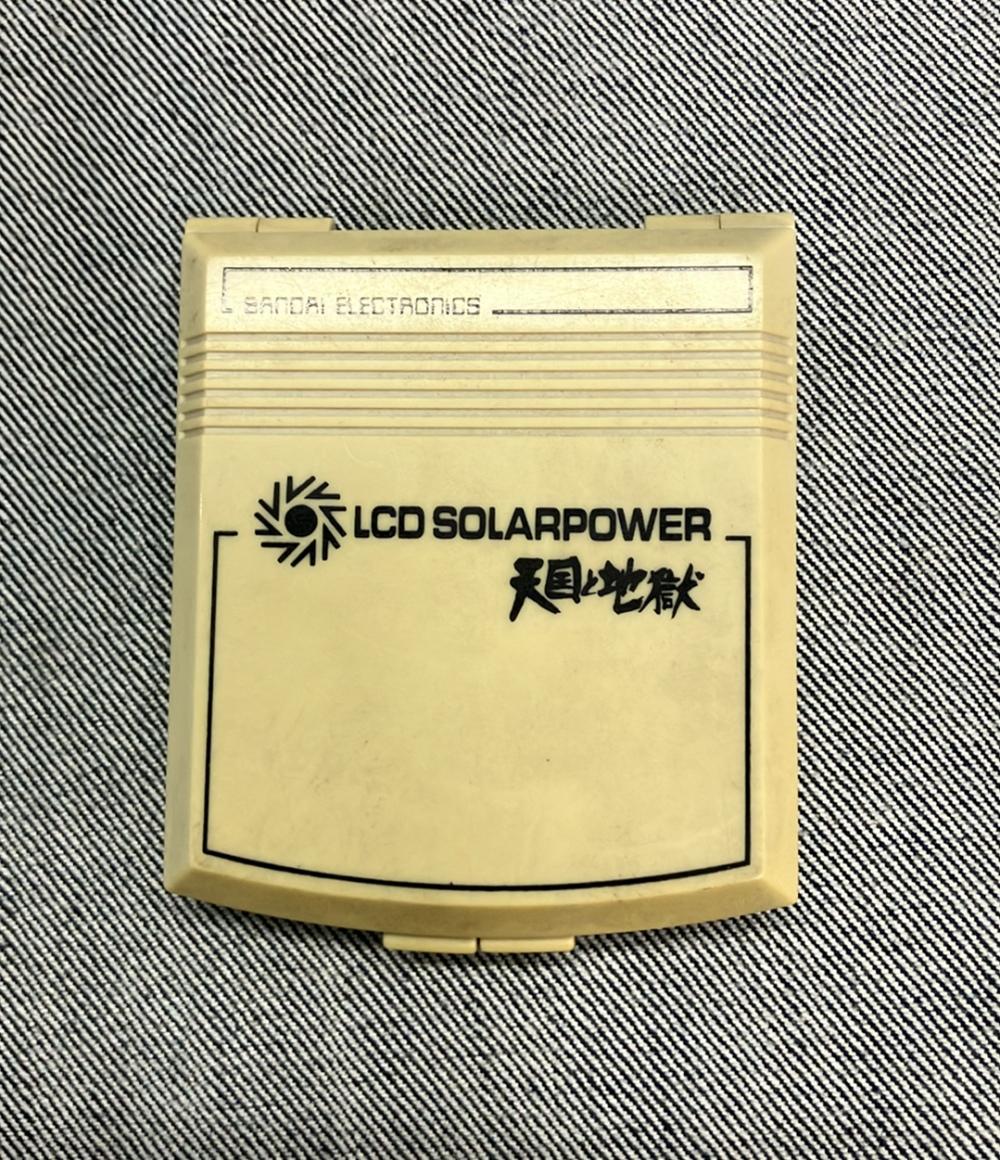 BANDAI ELECTRONICS
LCD SOLARPOWER
天国と地獄